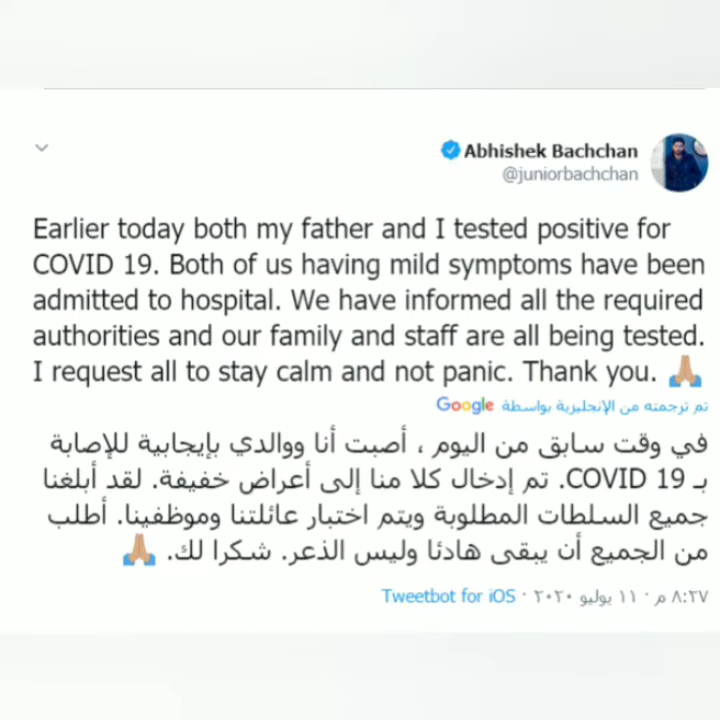 Abhishek Bachchan
@juniorbachchan
Earlier today both my father and I tested positive for
COVID 19. Both of us having mild symptoms have been
admitted to hospital. We have informed all the required
authorities and our family and staff are all being tested.
I request all to stay calm and not panic. Thank you. 🙏🏽
تم ترجمته من الإنجليزية بواسطة Google
في وقت سابق من اليوم ، أصبت أنا ووالدي بإيجابية للإصابة
بـ COVID 19. تم إدخال كلا منا إلى أعراض خفيفة. لقد أبلغنا
جميع السلطات المطلوبة ويتم اختبار عائلتنا وموظفينا. أطلب
من الجميع أن يبقى هادئا وليس الذعر. شكرا لك. 🙏🏽
٨:٢٧ م · ١١ يوليو ٢٠٢٠ · Tweetbot for iOS